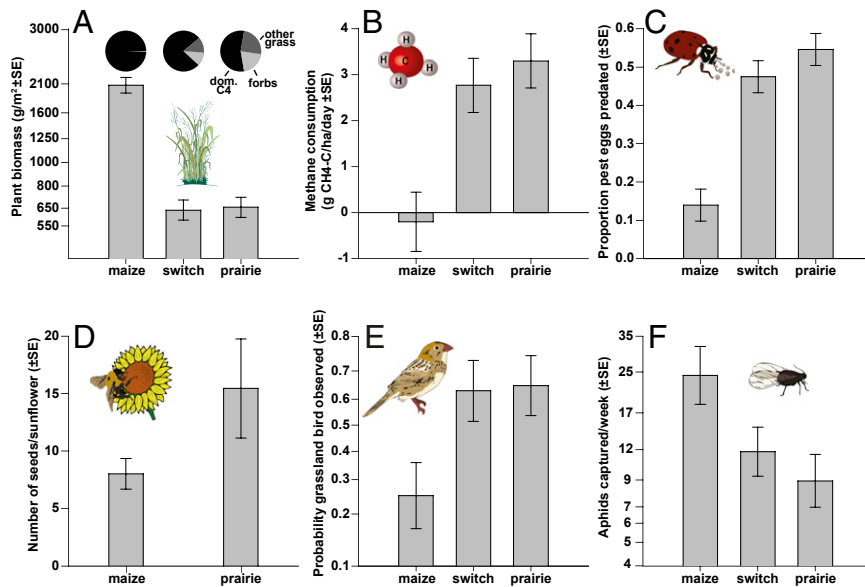 A
Plant biomass (g/m² ±SE)
3000
2100
1600
1250
1000
800
650
550
other
grass
dom.
C4
forbs
maize switch prairie
B
Methane consumption
(g CH4-C/ha/day ±SE)
4
3
2
1
0
-1
H
H
C
H
H
maize switch prairie
C
Proportion pest eggs predated (±SE)
0.6
0.5
0.4
0.3
0.2
0.1
0.0
maize switch prairie
D
Number of seeds/sunflower (±SE)
20
15
10
5
0
maize prairie
E
Probability grassland bird observed (±SE)
0.8
0.7
0.6
0.5
0.4
0.3
0.2
0.1
maize switch prairie
F
Aphids captured/week (±SE)
35
25
17
12
9
7
6
5
4
maize switch prairie